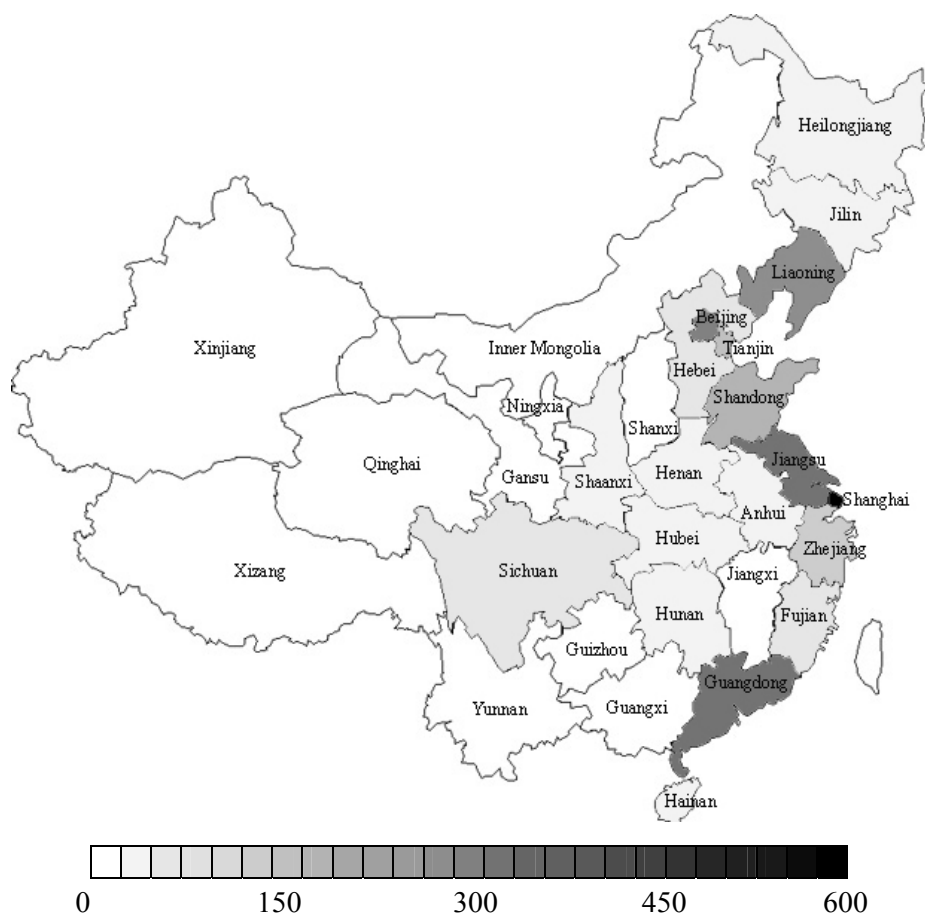 Heilongjiang
Jilin
Liaoning
Beijing
Xinjiang
Inner Mongolia
Tianjin
Hebei
Shandong
Ningxia
Shanxi
Qinghai
Jiangsu
Gansu
Shaanxi
Henan
Shanghai
Anhui
Hubei
Zhejiang
Xizang
Sichuan
Jiangxi
Hunan
Fujian
Guizhou
Guangdong
Yunnan
Guangxi
Hainan
0 150 300 450 600